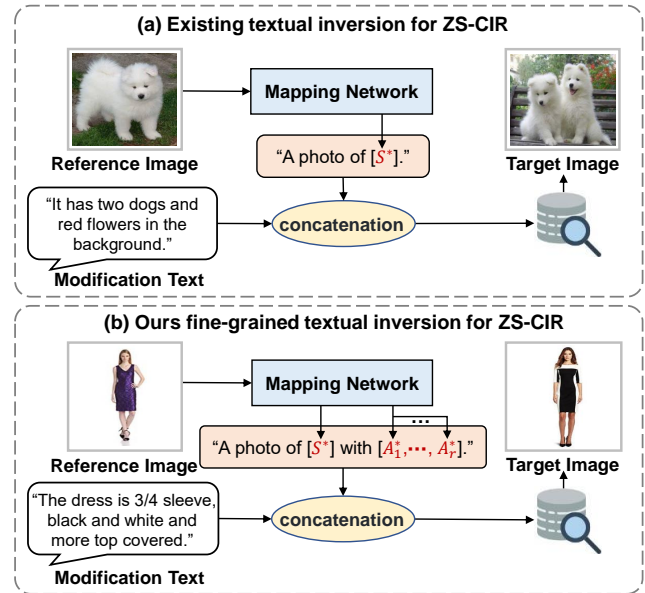 (a) Existing textual inversion for ZS-CIR
Mapping Network
Reference Image
“A photo of [S*].”
Target Image
“It has two dogs and
red flowers in the
background.”
concatenation
Modification Text
(b) Ours fine-grained textual inversion for ZS-CIR
Mapping Network
...
Reference Image
“A photo of [S*] with [A₁*,⋯, Aᵣ*].”
Target Image
“The dress is 3/4 sleeve,
black and white and
more top covered.”
concatenation
Modification Text